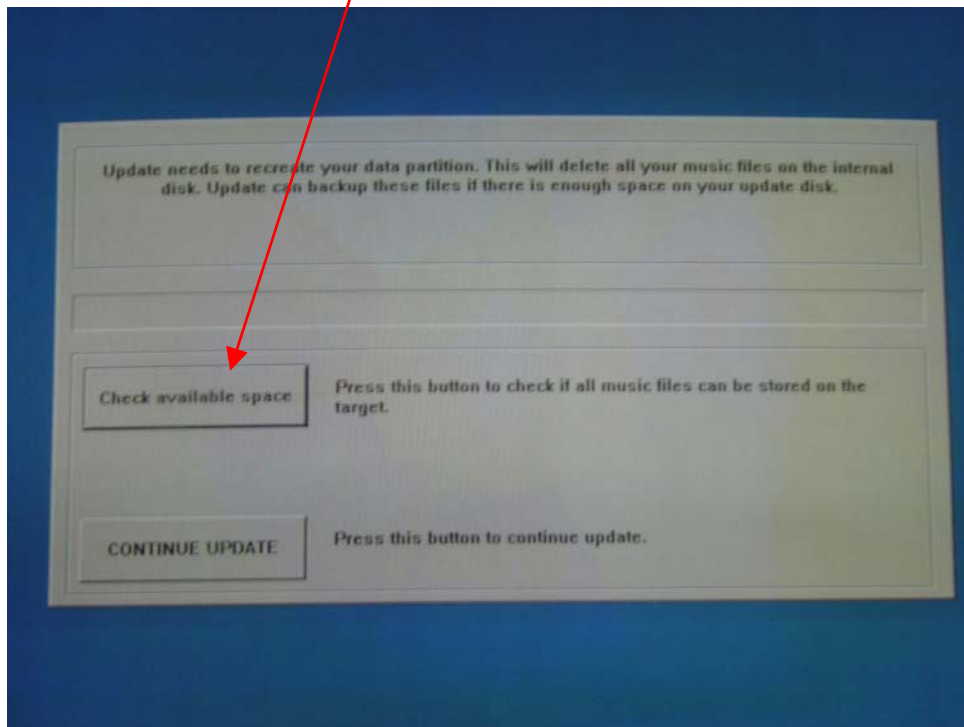 Update needs to recreate your data partition. This will delete all your music files on the internal
disk. Update can backup these files if there is enough space on your update disk.
Check available space
Press this button to check if all music files can be stored on the
target.
CONTINUE UPDATE
Press this button to continue update.